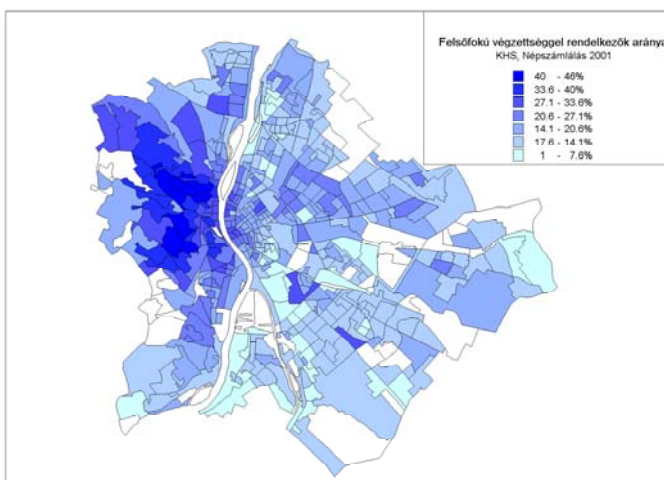 Felsőfokú végzettséggel rendelkezők aránya
KHS, Népszámlálás 2001
40 - 46%
33.6 - 40%
27.1 - 33.6%
20.6 - 27.1%
14.1 - 20.6%
17.6 - 14.1%
1 - 7.6%